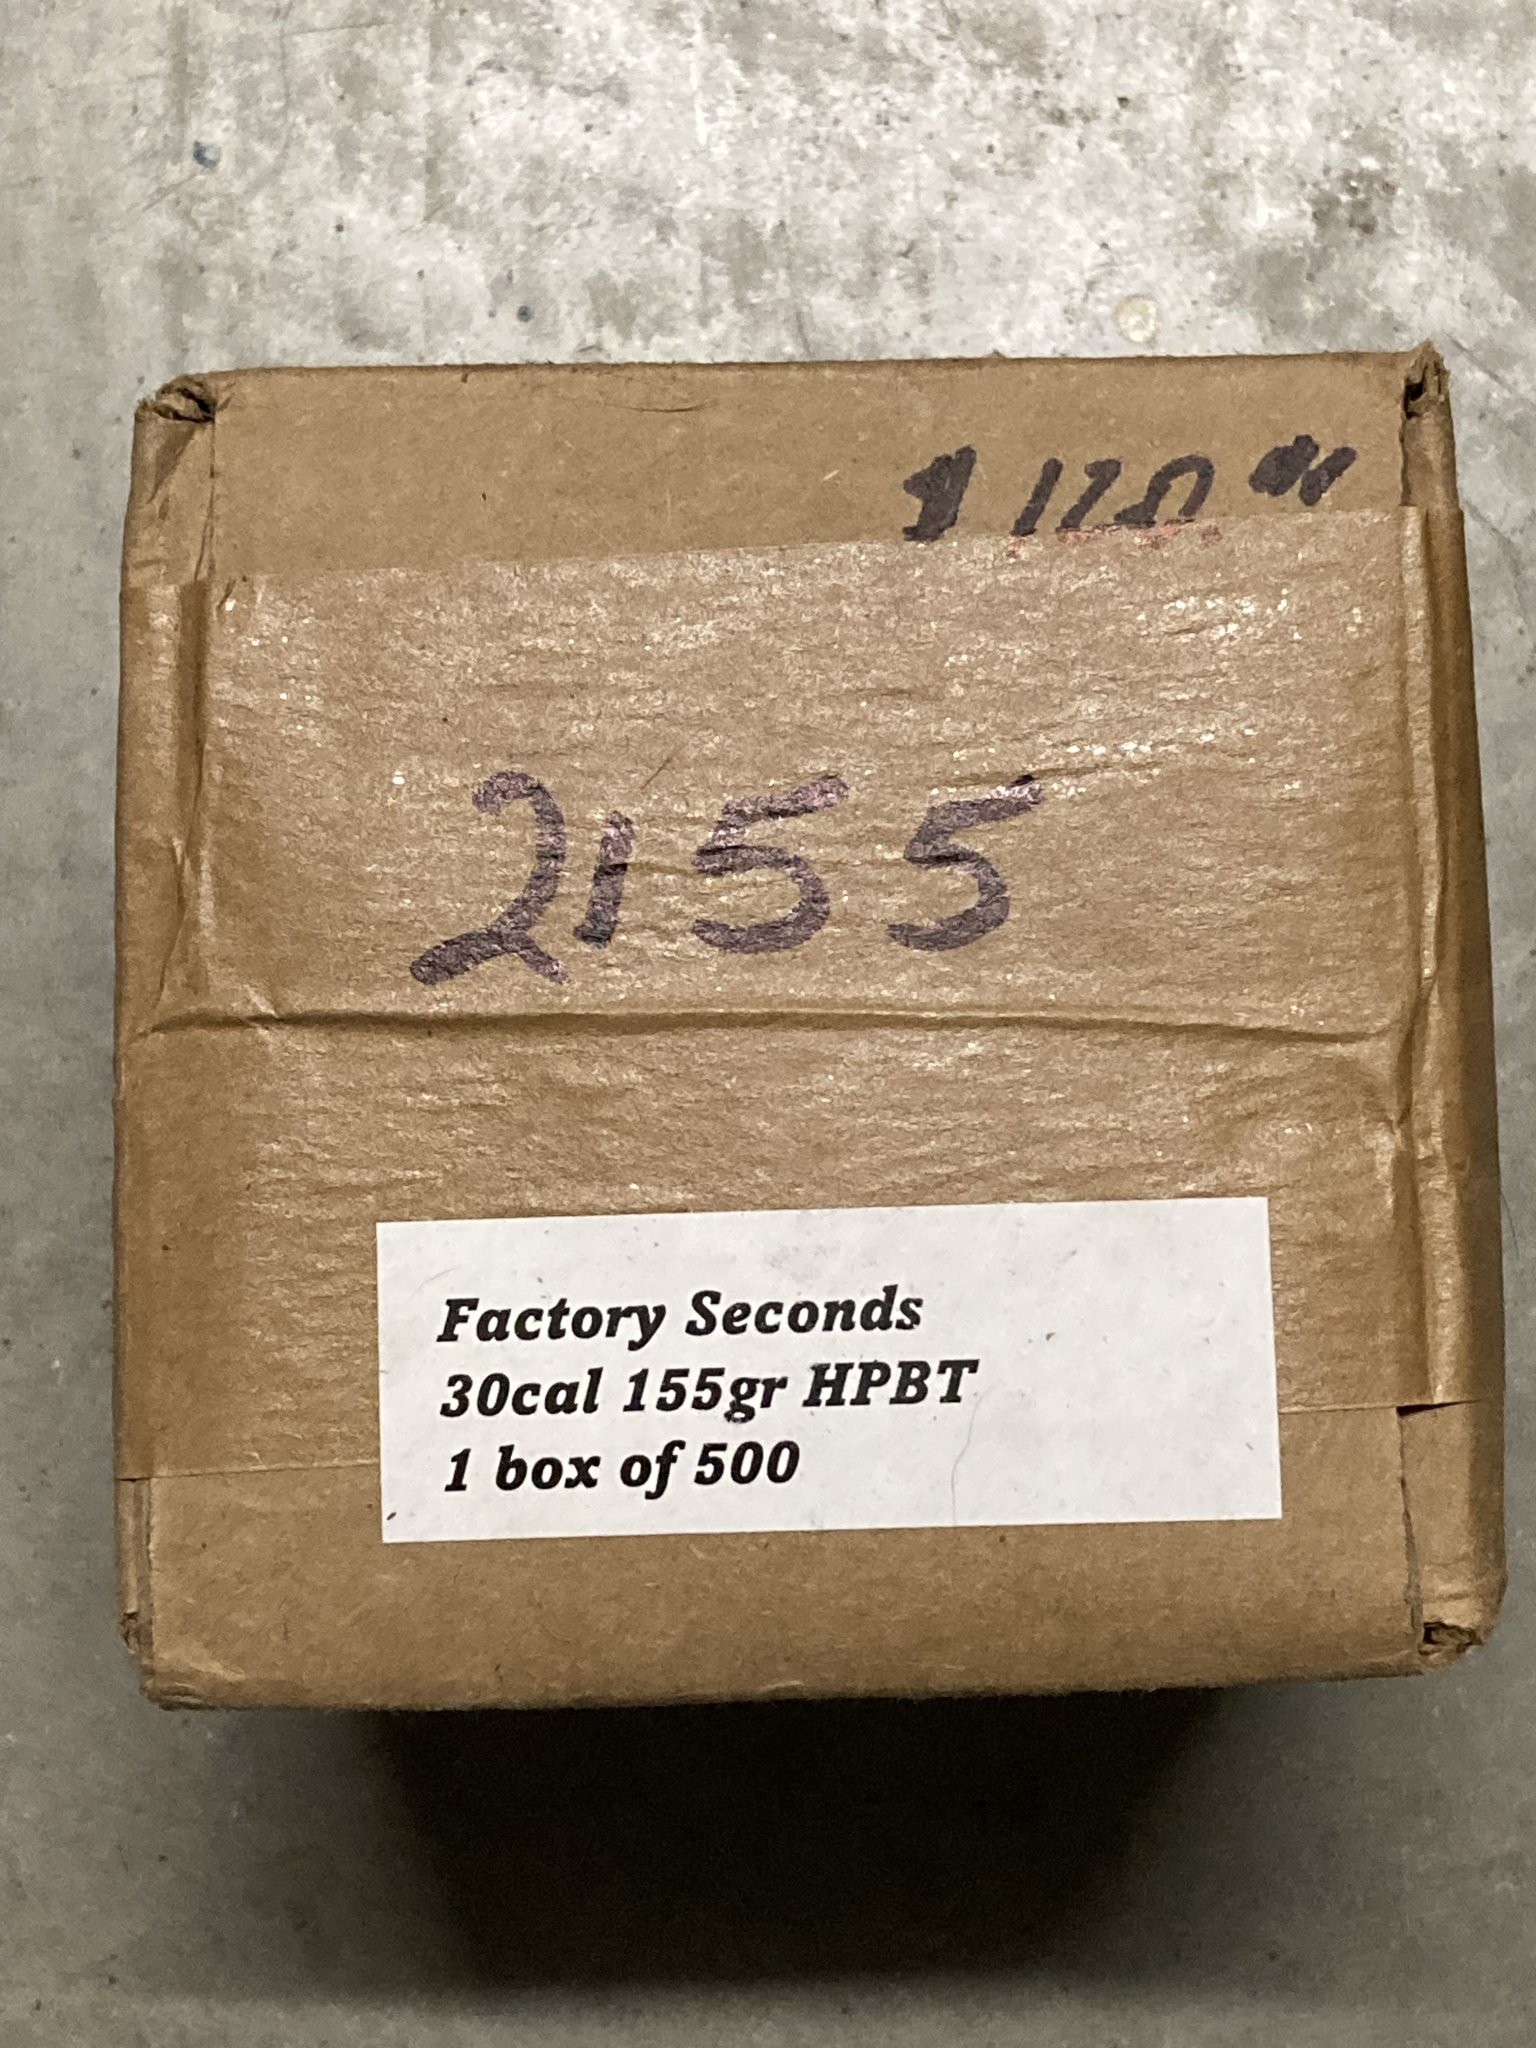 2155
Factory Seconds
30cal 155gr HPBT
1 box of 500